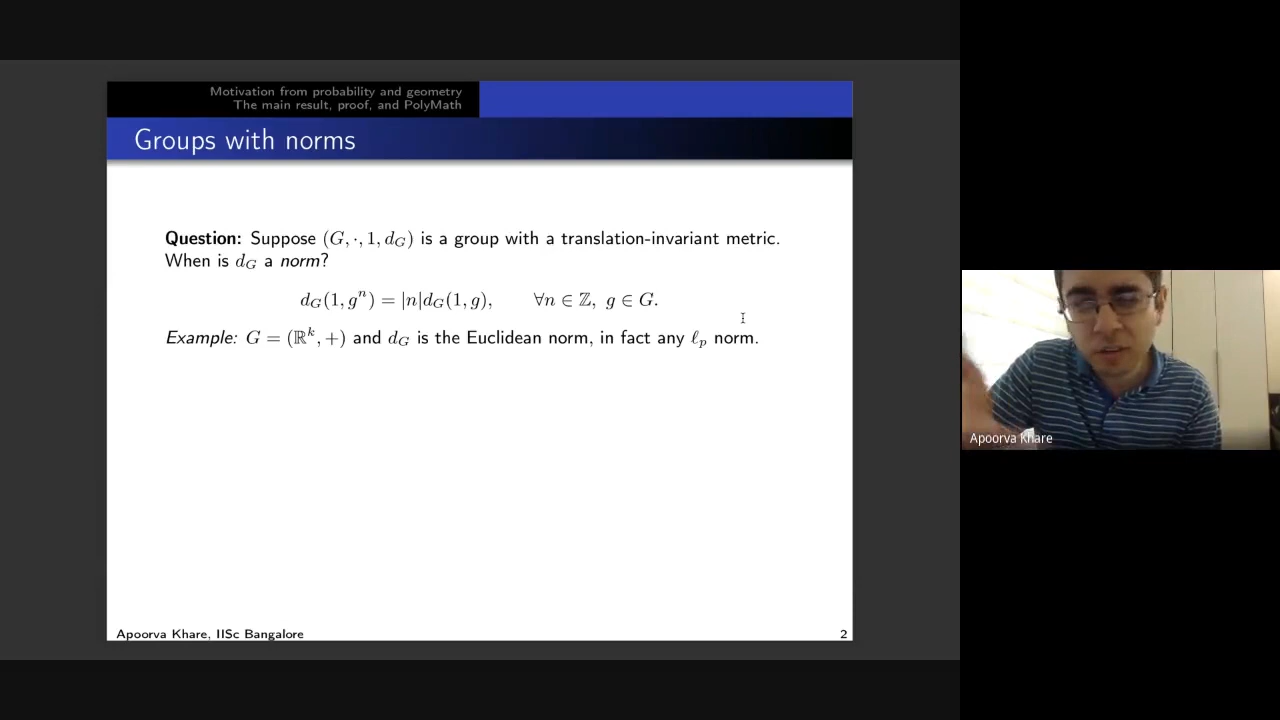 Motivation from probability and geometry
The main result, proof, and PolyMath
Groups with norms
Question: Suppose (G, ·, 1, d_G) is a group with a translation-invariant metric.
When is d_G a norm?
d_G(1, g^n) = |n|d_G(1, g), ∀n ∈ ℤ, g ∈ G.
Example: G = (ℝ^k, +) and d_G is the Euclidean norm, in fact any ℓ_p norm.
Apoorva Khare
Apoorva Khare, IISc Bangalore
2